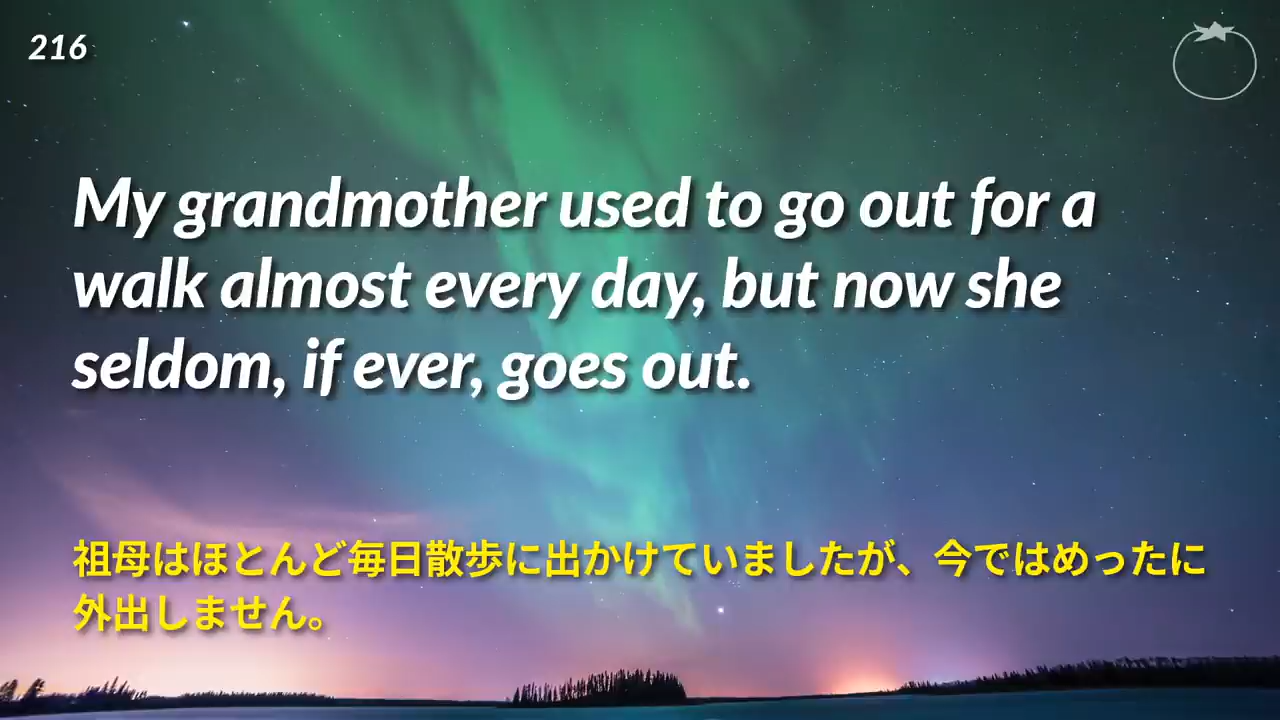 216
My grandmother used to go out for a
walk almost every day, but now she
seldom, if ever, goes out.
祖母はほとんど毎日散歩に出かけていましたが、今ではめったに
外出しません。